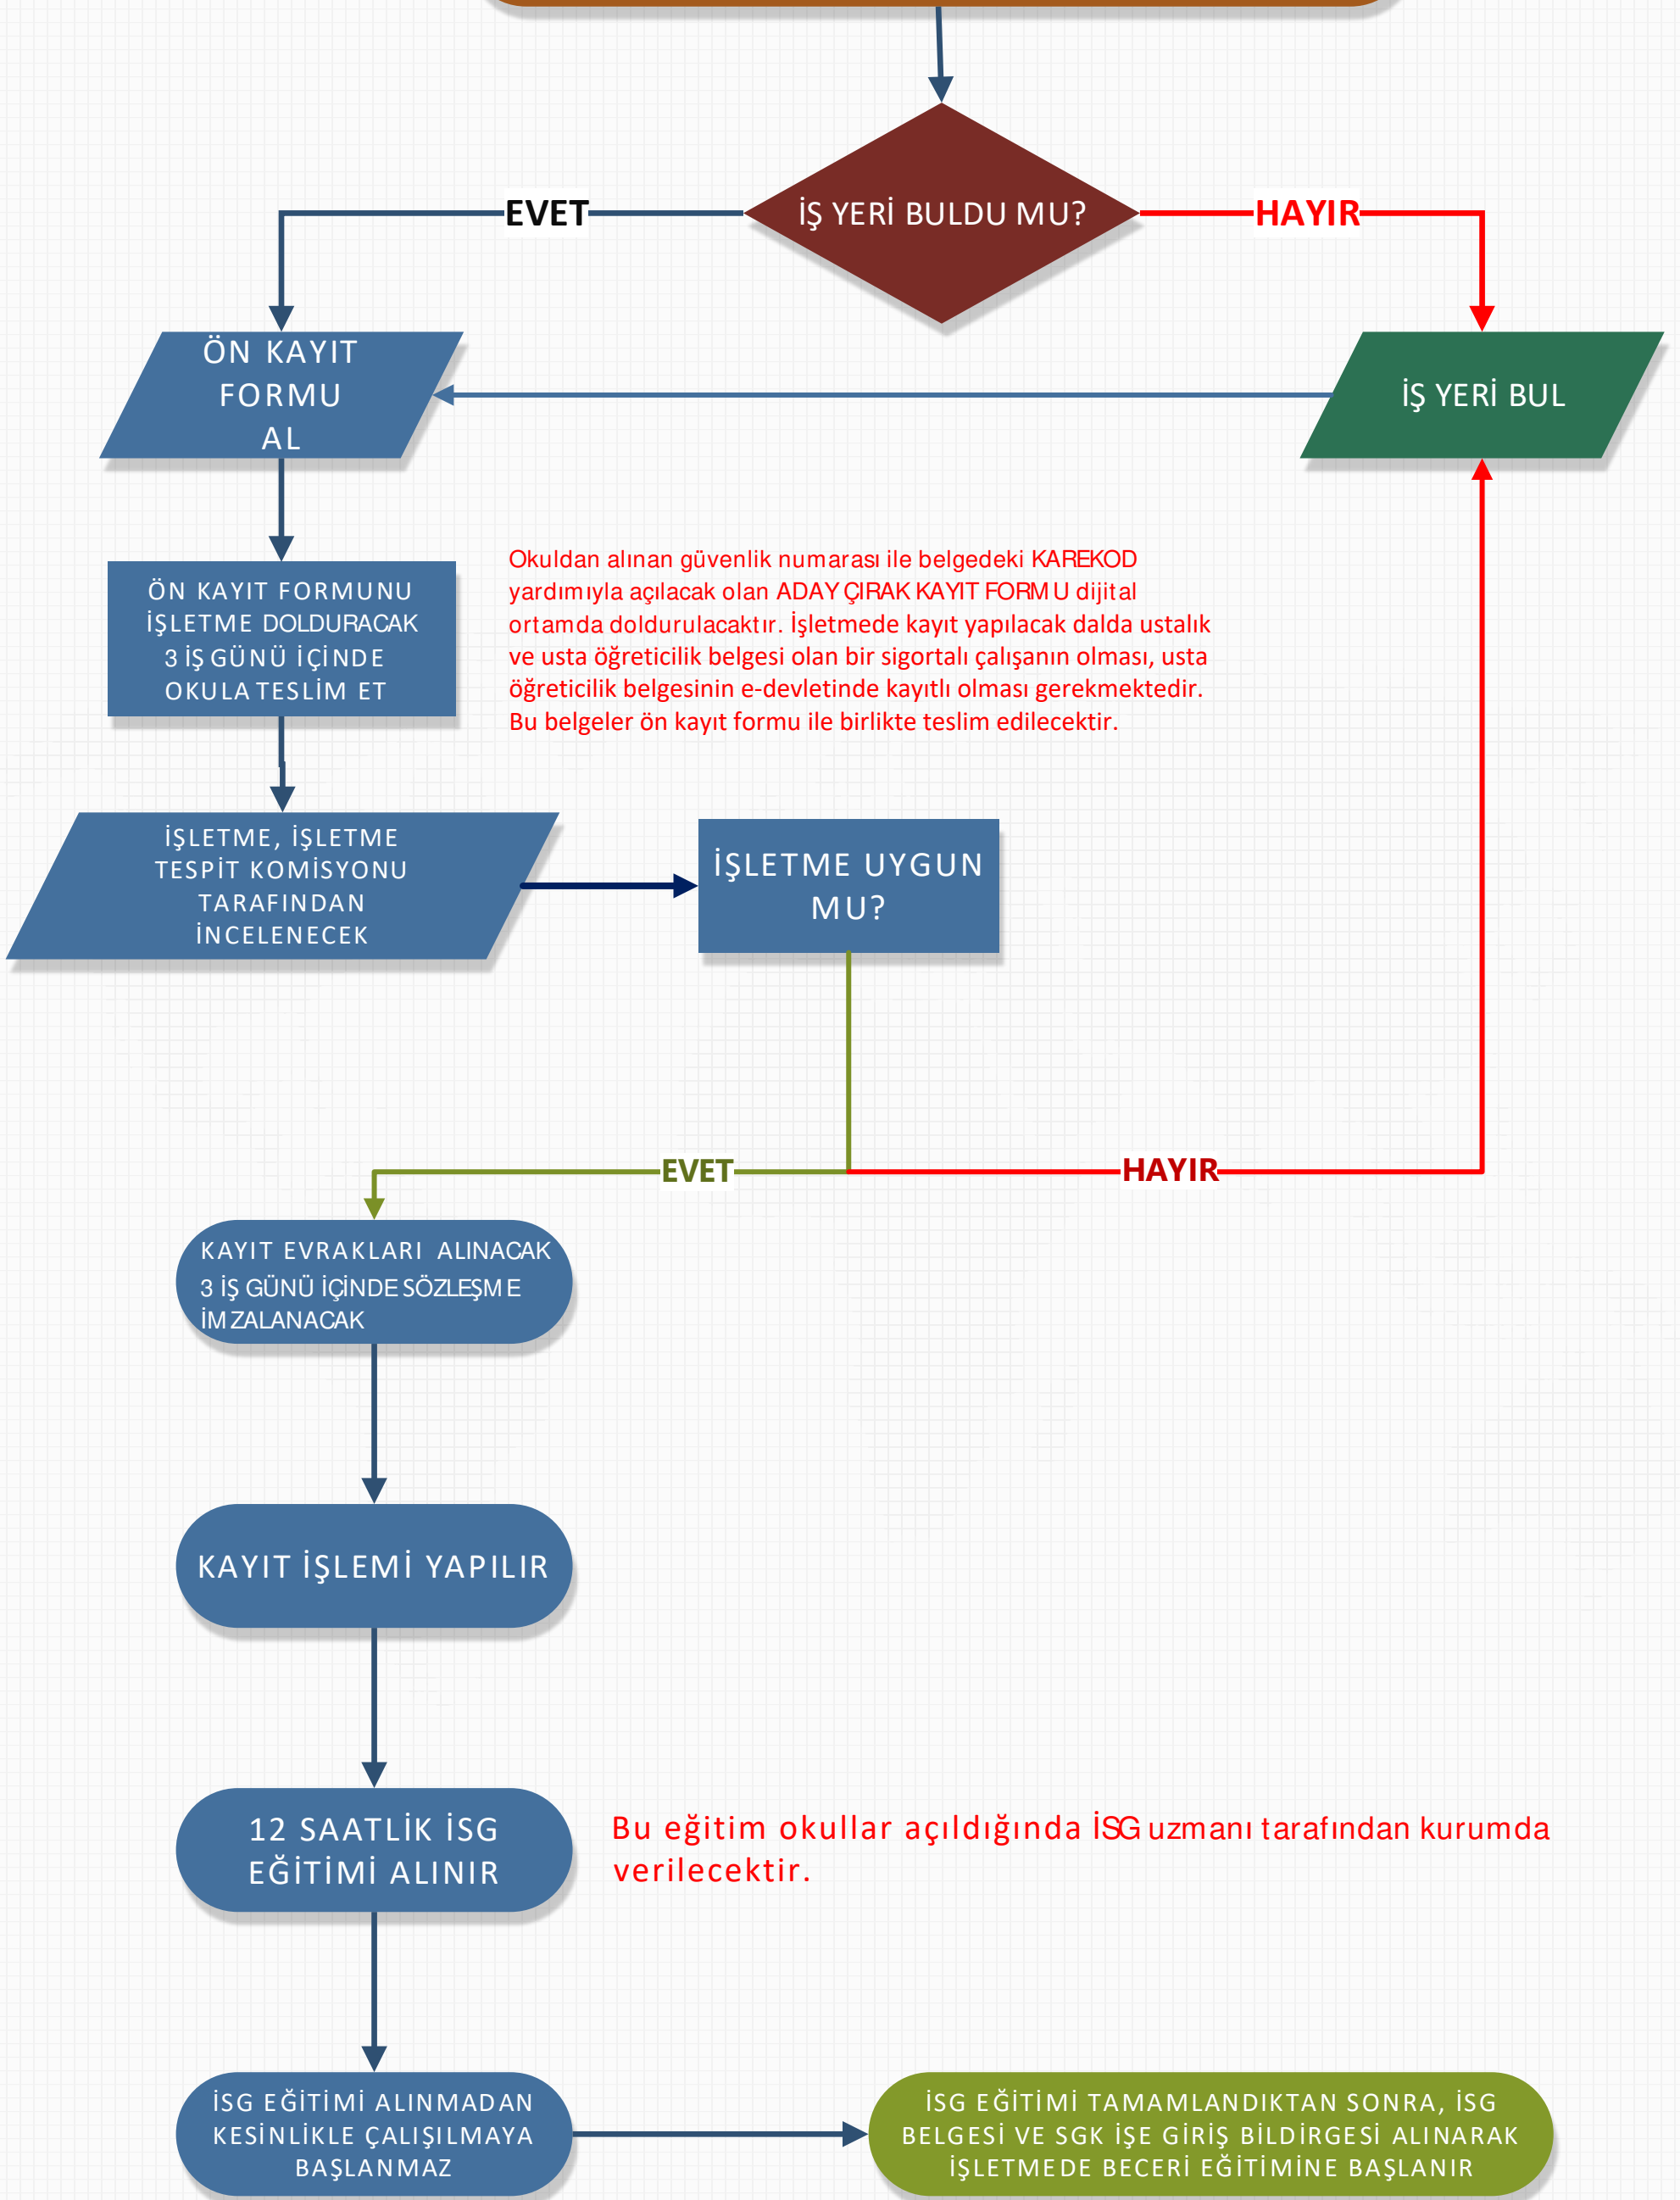 İŞ YERİ BULDU MU?
EVET
HAYIR
ÖN KAYIT
FORMU
AL
İŞ YERİ BUL
ÖN KAYIT FORMUNU
İŞLETME DOLDURACAK
3 İŞ GÜNÜ İÇİNDE
OKULA TESLİM ET
Okuldan alınan güvenlik numarası ile belgedeki KAREKOD
yardımıyla açılacak olan ADAY ÇIRAK KAYIT FORMU dijital
ortamda doldurulacaktır. İşletmede kayıt yapılacak dalda ustalık
ve usta öğreticilik belgesi olan bir sigortalı çalışanın olması, usta
öğreticilik belgesinin e-devletinde kayıtlı olması gerekmektedir.
Bu belgeler ön kayıt formu ile birlikte teslim edilecektir.
İŞLETME, İŞLETME
TESPİT KOMİSYONU
TARAFINDAN
İNCELENECEK
İŞLETME UYGUN
MU?
EVET
HAYIR
KAYIT EVRAKLARI ALINACAK
3 İŞ GÜNÜ İÇİNDE SÖZLEŞME
İMZALANACAK
KAYIT İŞLEMİ YAPILIR
12 SAATLİK İSG
EĞİTİMİ ALINIR
Bu eğitim okullar açıldığında İSG uzmanı tarafından kurumda
verilecektir.
İSG EĞİTİMİ ALINMADAN
KESİNLİKLE ÇALIŞILMAYA
BAŞLANMAZ
İSG EĞİTİMİ TAMAMLANDIKTAN SONRA, İSG
BELGESİ VE SGK İŞE GİRİŞ BİLDİRGESİ ALINARAK
İŞLETMEDE BECERİ EĞİTİMİNE BAŞLANIR